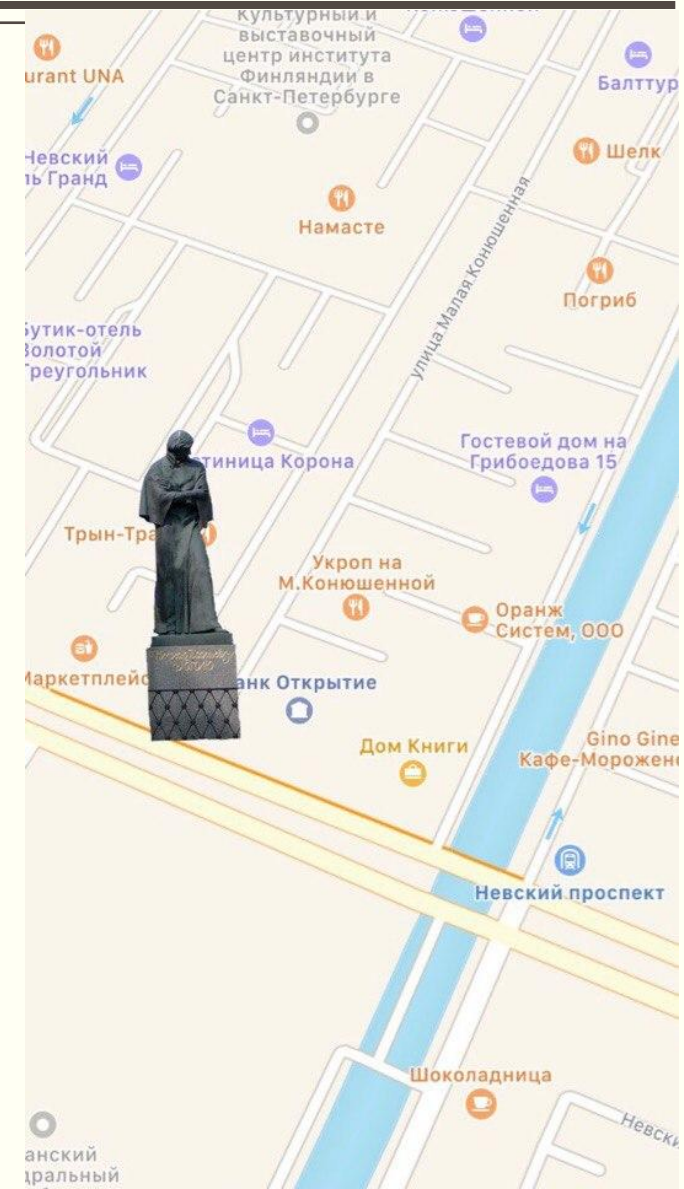 Культурный и
выставочный
центр института
Финляндии в
Санкт-Петербурге
urant UNA
Балттур
Невский
ль Гранд
Шелк
Намасте
улица Малая Конюшенная
Погриб
Бутик-отель
Золотой
Треугольник
тиница Корона
Гостевой дом на
Грибоедова 15
Трын-Тра
Укроп на
М.Конюшенной
Оранж
Систем, ООО
Маркетплейс
анк Открытие
Дом Книги
Gino Gine
Кафе-Морожен
Невский проспект
Шоколадница
Невски
анский
дральный